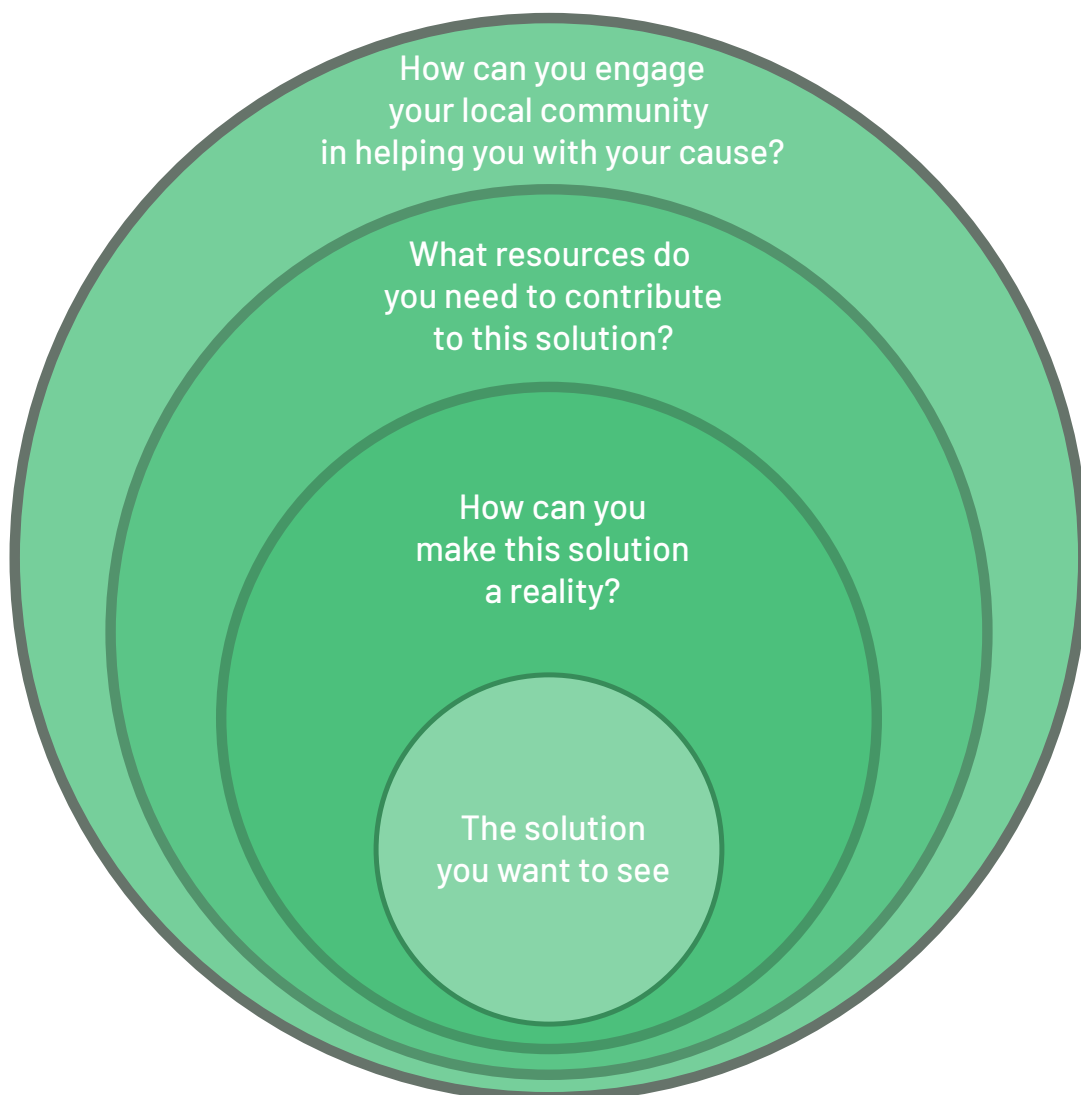 How can you engage
your local community
in helping you with your cause?
What resources do
you need to contribute
to this solution?
How can you
make this solution
a reality?
The solution
you want to see